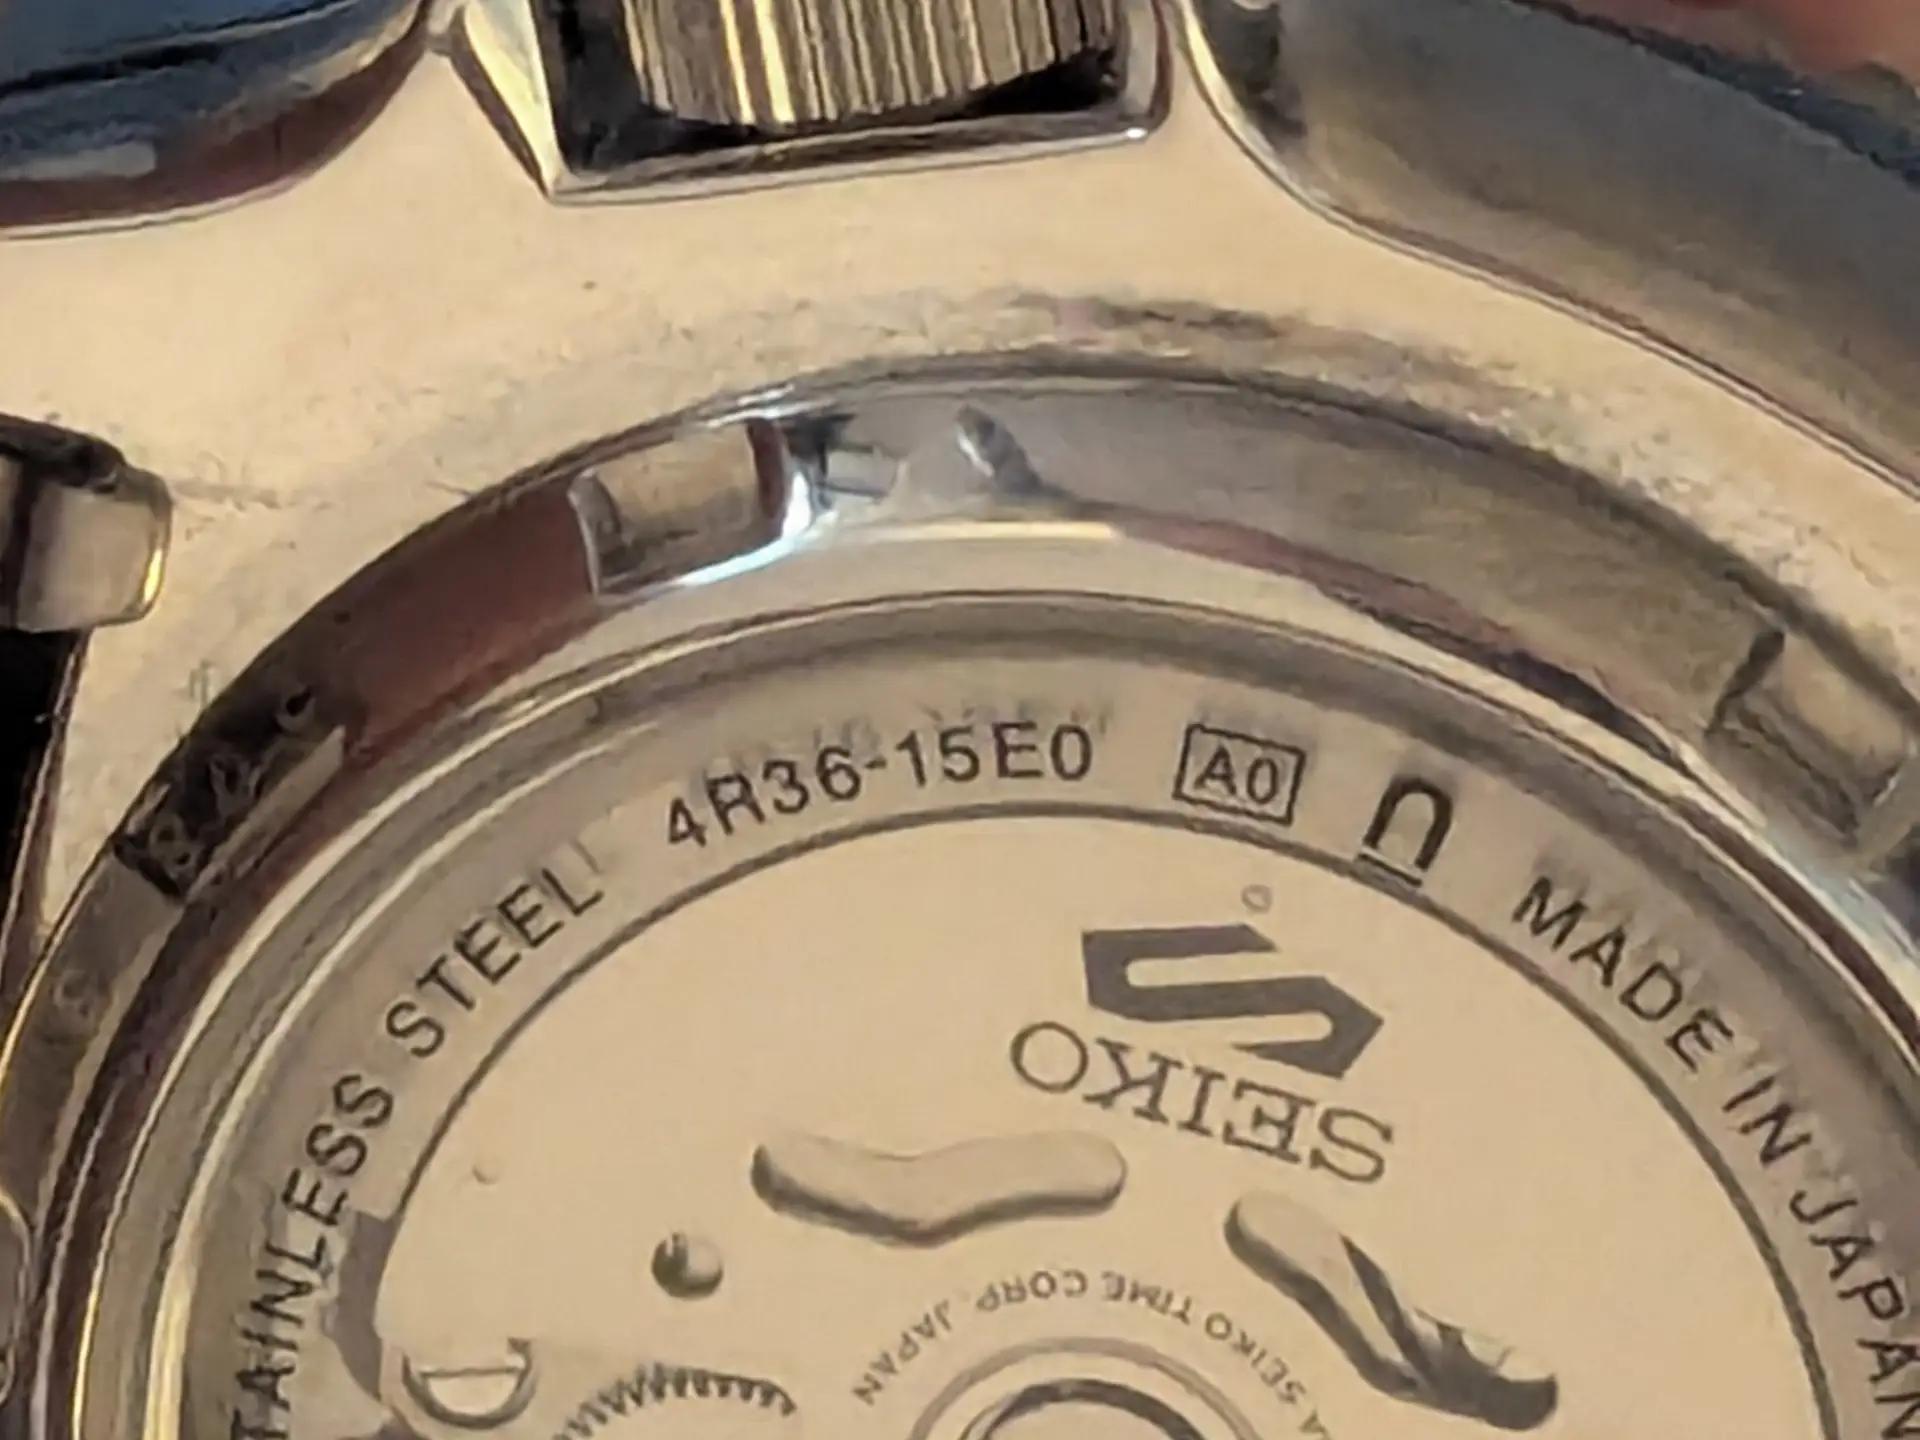 STAINLESS STEEL 4R36-15E0 A0 MADE IN JAPAN
SEIKO
SEIKO TIME CORP. JAPAN